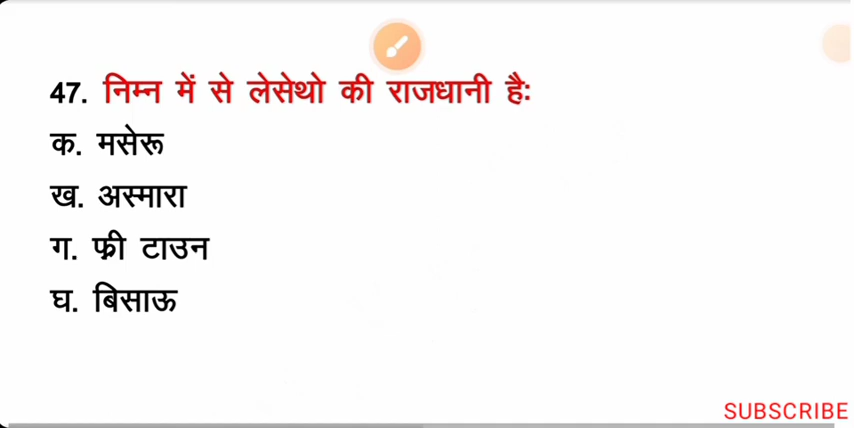 47. निम्न में से लेसेथो की राजधानी है:
क. मसेरू
ख. अस्मारा
ग. फ्री टाउन
घ. बिसाऊ
SUBSCRIBE